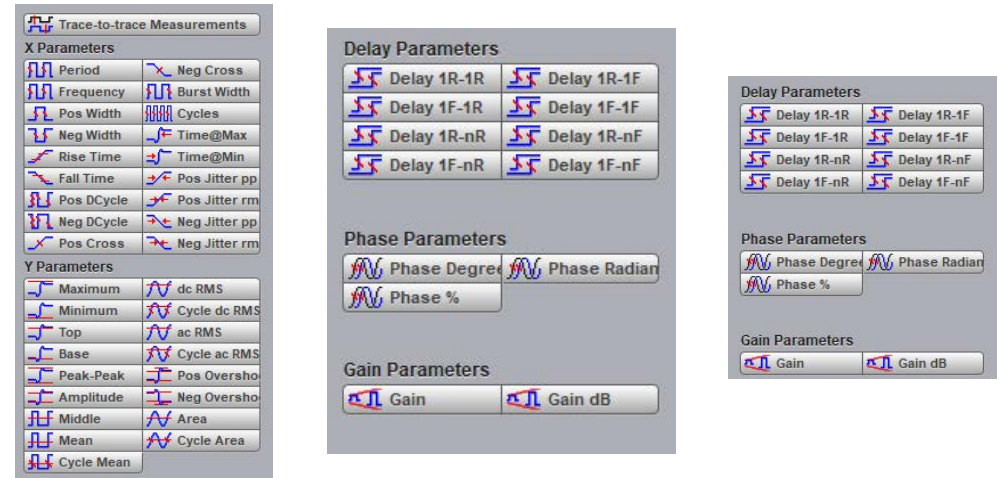 Trace-to-trace Measurements
X Parameters
Period Neg Cross
Frequency Burst Width
Pos Width Cycles
Neg Width Time@Max
Rise Time Time@Min
Fall Time Pos Jitter pp
Pos DCycle Pos Jitter rm
Neg DCycle Neg Jitter pp
Pos Cross Neg Jitter rm
Y Parameters
Maximum dc RMS
Minimum Cycle dc RMS
Top ac RMS
Base Cycle ac RMS
Peak-Peak Pos Oversho
Amplitude Neg Oversho
Middle Area
Mean Cycle Area
Cycle Mean
Delay Parameters
Delay 1R-1R Delay 1R-1F
Delay 1F-1R Delay 1F-1F
Delay 1R-nR Delay 1R-nF
Delay 1F-nR Delay 1F-nF
Phase Parameters
Phase Degree Phase Radian
Phase %
Gain Parameters
Gain Gain dB
Delay Parameters
Delay 1R-1R Delay 1R-1F
Delay 1F-1R Delay 1F-1F
Delay 1R-nR Delay 1R-nF
Delay 1F-nR Delay 1F-nF
Phase Parameters
Phase Degree Phase Radian
Phase %
Gain Parameters
Gain Gain dB